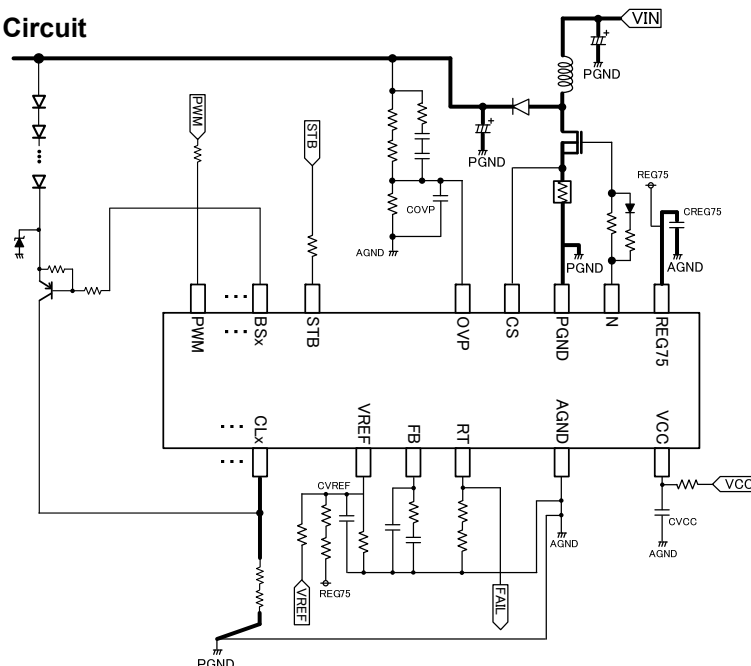 Circuit
VIN
PGND
PWM
STB
PGND
REG75
COVP
CREG75
AGND
PGND
AGND
PWM
BSx
STB
OVP
CS
PGND
N
REG75
CLx
VREF
FB
RT
AGND
VCC
CVREF
VCC
CVCC
AGND
AGND
REG75
VREF
FAIL
PGND